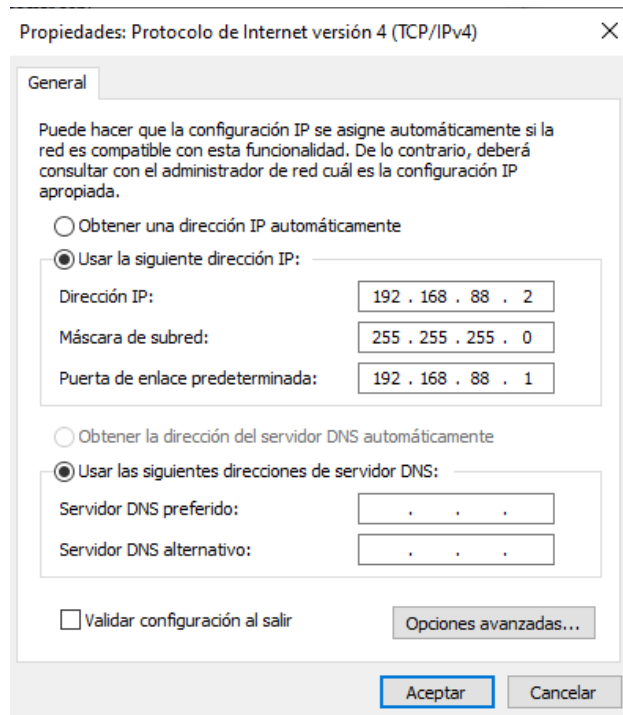 Propiedades: Protocolo de Internet versión 4 (TCP/IPv4)
General
Puede hacer que la configuración IP se asigne automáticamente si la
red es compatible con esta funcionalidad. De lo contrario, deberá
consultar con el administrador de red cuál es la configuración IP
apropiada.
Obtener una dirección IP automáticamente
Usar la siguiente dirección IP:
Dirección IP: 192 . 168 . 88 . 2
Máscara de subred: 255 . 255 . 255 . 0
Puerta de enlace predeterminada: 192 . 168 . 88 . 1
Obtener la dirección del servidor DNS automáticamente
Usar las siguientes direcciones de servidor DNS:
Servidor DNS preferido: . . .
Servidor DNS alternativo: . . .
Validar configuración al salir Opciones avanzadas...
Aceptar Cancelar